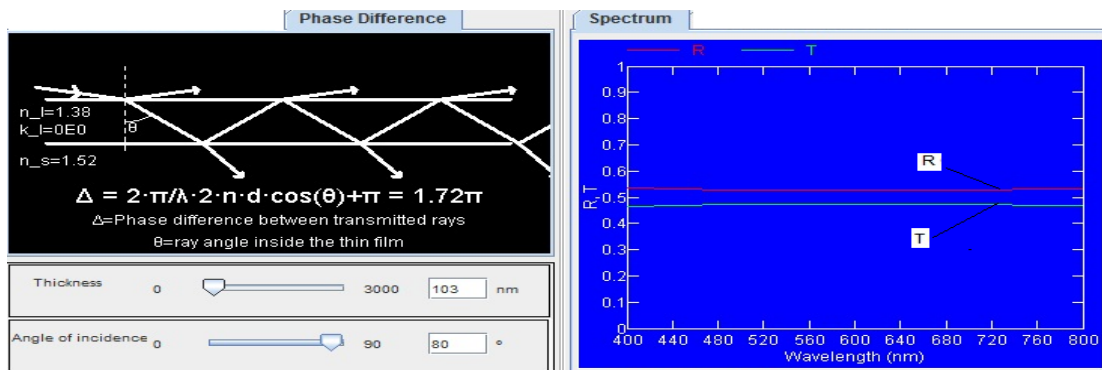 Phase Difference
n_l=1.38
k_l=0E0
θ
n_s=1.52
Δ = 2·π/λ·2·n·d·cos(θ)+π = 1.72π
Δ=Phase difference between transmitted rays
θ=ray angle inside the thin film
Thickness 0 3000 103 nm
Angle of incidence 0 90 80 °
Spectrum
R T
1
0.9
0.8
0.7
0.6
0.5
0.4
0.3
0.2
0.1
0
R,T
R
T
400 440 480 520 560 600 640 680 720 760 800
Wavelength (nm)